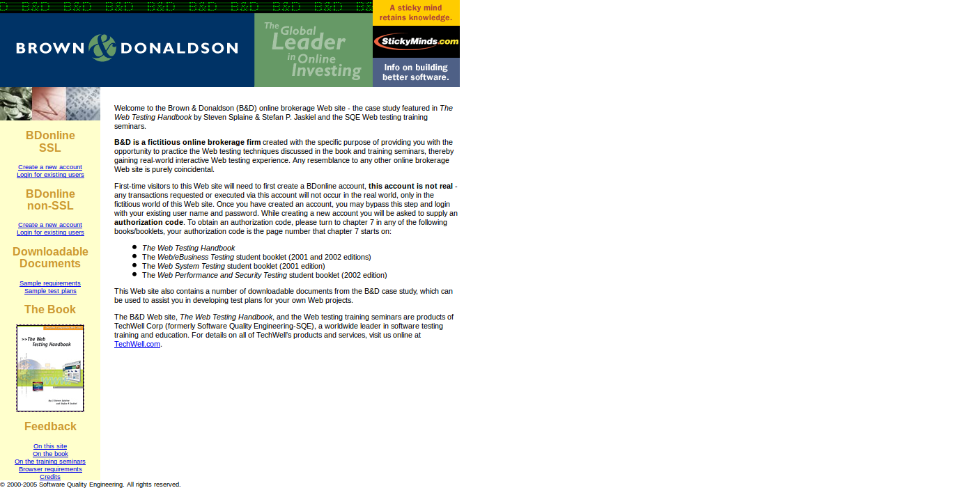 A sticky mind
retains knowledge.
BROWN & DONALDSON
The Global
Leader
in Online
Investing
StickyMinds.com
Info on building
better software.
BDonline
SSL
Create a new account
Login for existing users
BDonline
non-SSL
Create a new account
Login for existing users
Downloadable
Documents
Sample requirements
Sample test plans
The Book
>>The Web
Testing Handbook
Feedback
On this site
On the book
On the training seminars
Browser requirements
Credits
Welcome to the Brown & Donaldson (B&D) online brokerage Web site - the case study featured in The
Web Testing Handbook by Steven Splaine & Stefan P. Jaskiel and the SQE Web testing training
seminars.
B&D is a fictitious online brokerage firm created with the specific purpose of providing you with the
opportunity to practice the Web testing techniques discussed in the book and training seminars, thereby
gaining real-world interactive Web testing experience. Any resemblance to any other online brokerage
Web site is purely coincidental.
First-time visitors to this Web site will need to first create a BDonline account, this account is not real -
any transactions requested or executed via this account will not occur in the real world, only in the
fictitious world of this Web site. Once you have created an account, you may bypass this step and login
with your existing user name and password. While creating a new account you will be asked to supply an
authorization code. To obtain an authorization code, please turn to chapter 7 in any of the following
books/booklets, your authorization code is the page number that chapter 7 starts on:
The Web Testing Handbook
The Web/eBusiness Testing student booklet (2001 and 2002 editions)
The Web System Testing student booklet (2001 edition)
The Web Performance and Security Testing student booklet (2002 edition)
This Web site also contains a number of downloadable documents from the B&D case study, which can
be used to assist you in developing test plans for your own Web projects.
The B&D Web site, The Web Testing Handbook, and the Web testing training seminars are products of
TechWell Corp (formerly Software Quality Engineering-SQE), a worldwide leader in software testing
training and education. For details on all of TechWell's products and services, visit us online at
TechWell.com.
© 2000-2005 Software Quality Engineering. All rights reserved.